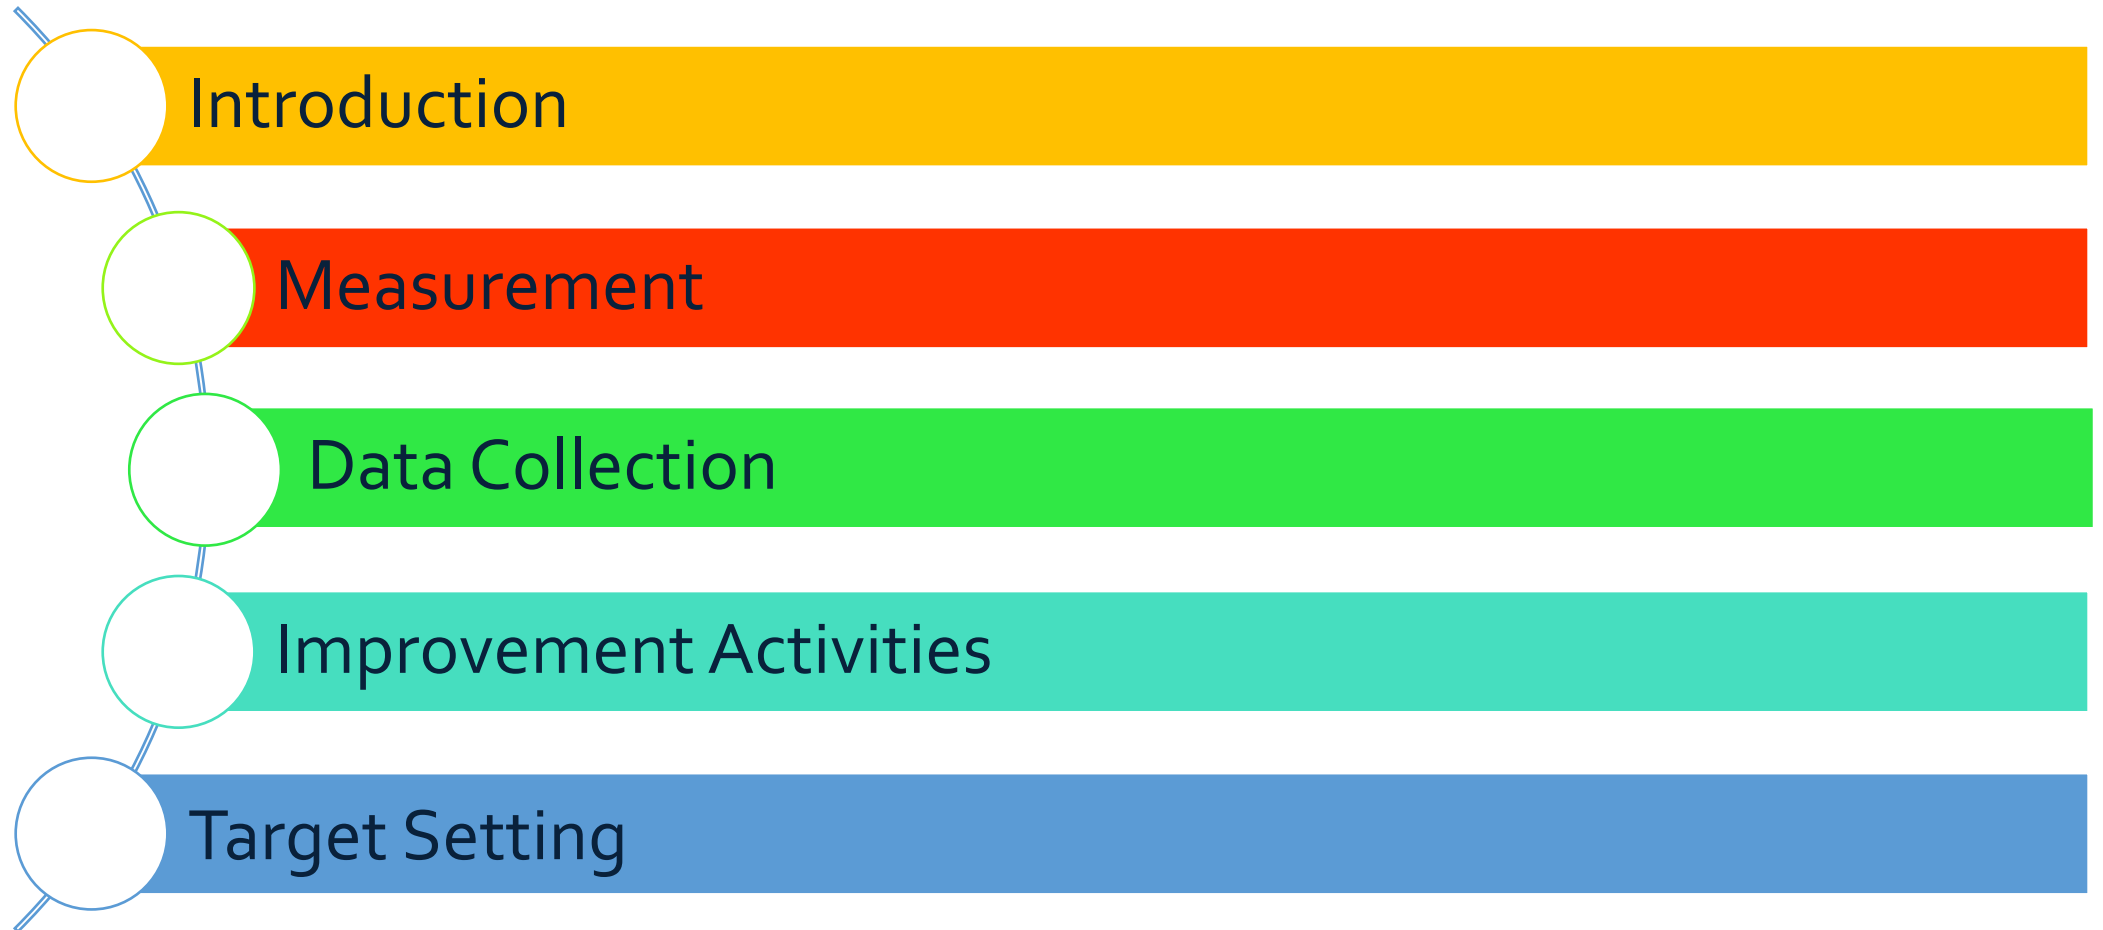 Introduction
Measurement
Data Collection
Improvement Activities
Target Setting